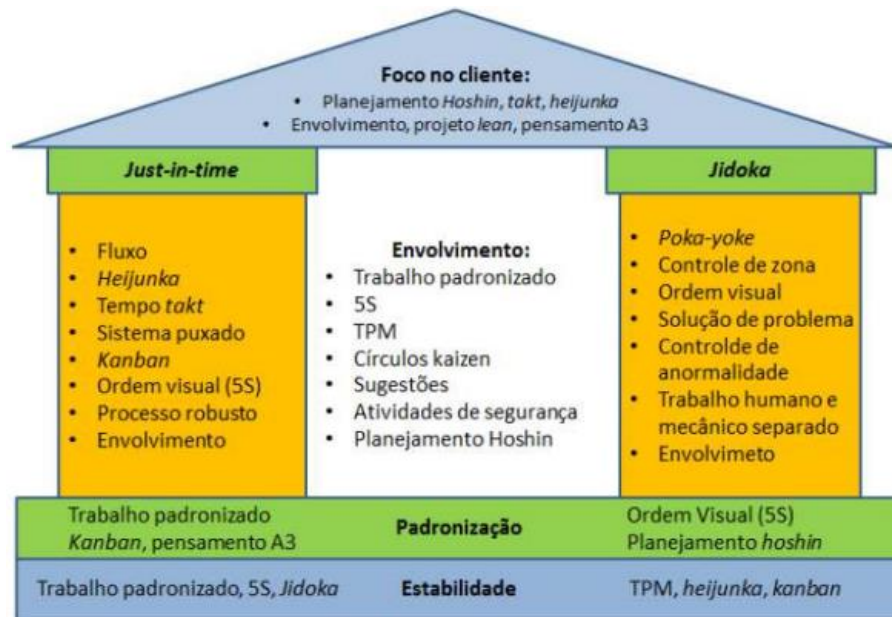 Foco no cliente:
• Planejamento Hoshin, takt, heijunka
• Envolvimento, projeto lean, pensamento A3
Just-in-time
• Fluxo
• Heijunka
• Tempo takt
• Sistema puxado
• Kanban
• Ordem visual (5S)
• Processo robusto
• Envolvimento
Envolvimento:
• Trabalho padronizado
• 5S
• TPM
• Círculos kaizen
• Sugestões
• Atividades de segurança
• Planejamento Hoshin
Jidoka
• Poka-yoke
• Controle de zona
• Ordem visual
• Solução de problema
• Controlde de
anormalidade
• Trabalho humano e
mecânico separado
• Envolvimeto
Trabalho padronizado
Kanban, pensamento A3
Padronização
Ordem Visual (5S)
Planejamento hoshin
Trabalho padronizado, 5S, Jidoka
Estabilidade
TPM, heijunka, kanban